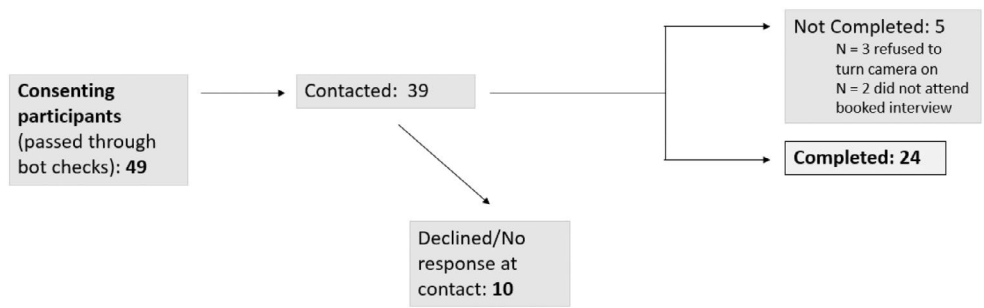 Consenting
participants
(passed through
bot checks): 49
Contacted: 39
Declined/No
response at
contact: 10
Not Completed: 5
N = 3 refused to
turn camera on
N = 2 did not attend
booked interview
Completed: 24